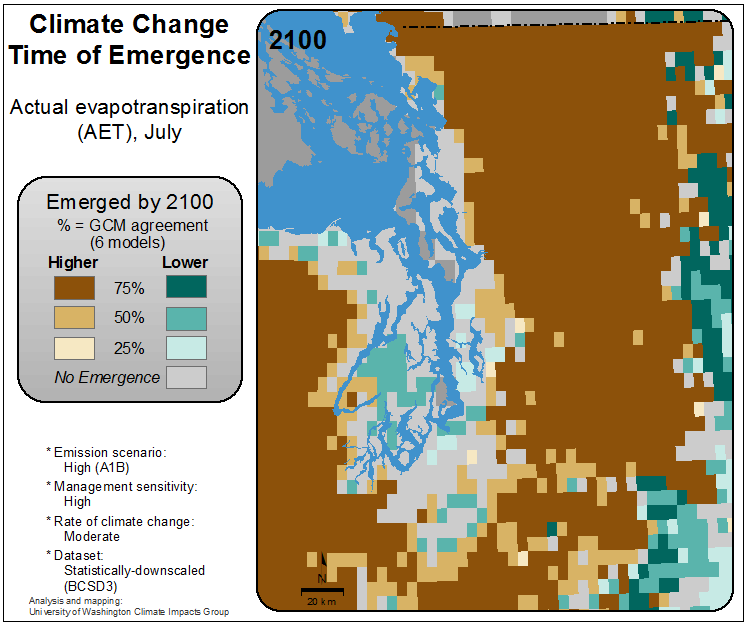 Climate Change
Time of Emergence
Actual evapotranspiration
(AET), July
Emerged by 2100
% = GCM agreement
(6 models)
Higher Lower
75%
50%
25%
No Emergence
* Emission scenario:
High (A1B)
* Management sensitivity:
High
* Rate of climate change:
Moderate
* Dataset:
Statistically-downscaled
(BCSD3)
Analysis and mapping:
University of Washington Climate Impacts Group
2100
N
20 km